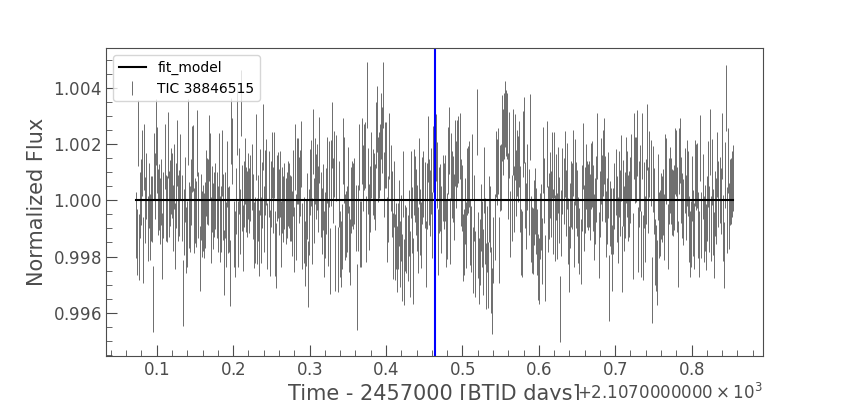 fit_model
TIC 38846515
Normalized Flux
1.004
1.002
1.000
0.998
0.996
0.1 0.2 0.3 0.4 0.5 0.6 0.7 0.8
Time - 2457000 [BTJD days]
+2.1070000000 × 10³